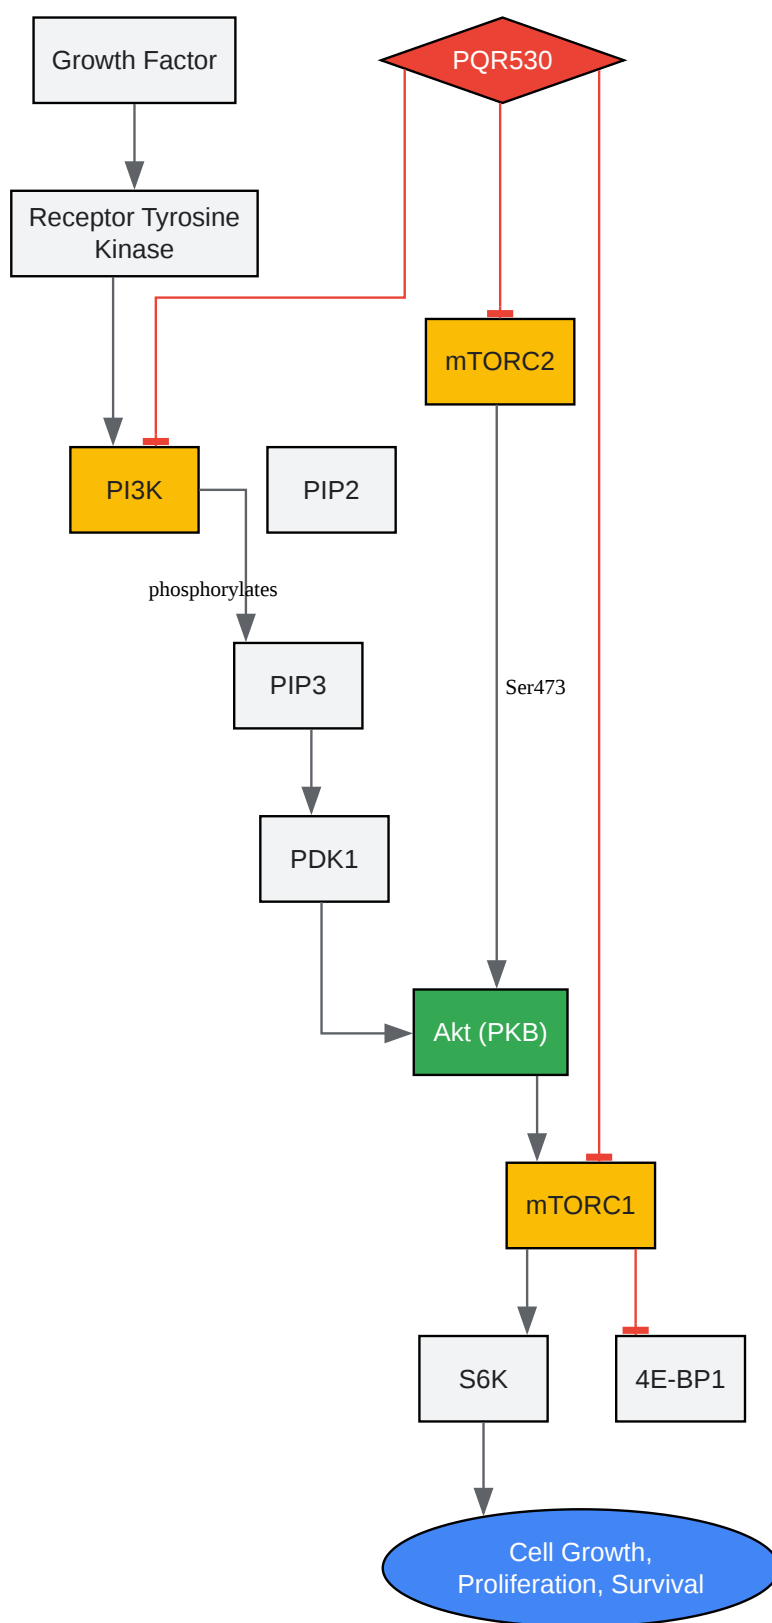 Growth Factor
PQR530
Receptor Tyrosine
Kinase
mTORC2
PI3K
PIP2
phosphorylates
PIP3
Ser473
PDK1
Akt (PKB)
mTORC1
S6K
4E-BP1
Cell Growth,
Proliferation, Survival